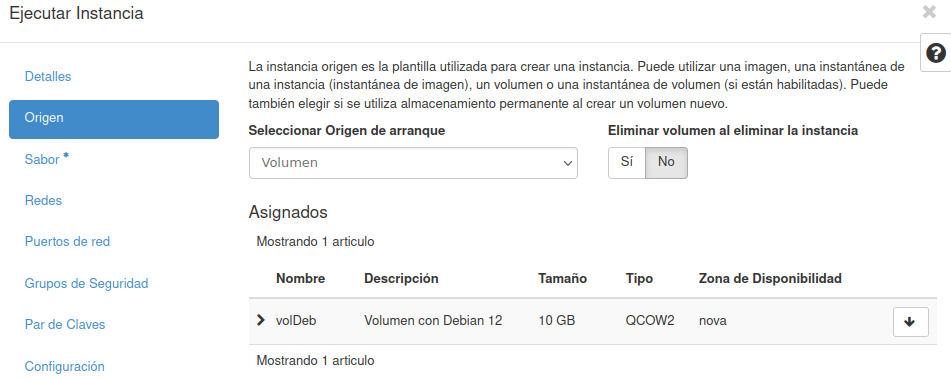 Ejecutar Instancia
×
?
Detalles
Origen
Sabor *
Redes
Puertos de red
Grupos de Seguridad
Par de Claves
Configuración
La instancia origen es la plantilla utilizada para crear una instancia. Puede utilizar una imagen, una instantánea de
una instancia (instantánea de imagen), un volumen o una instantánea de volumen (si están habilitadas). Puede
también elegir si se utiliza almacenamiento permanente al crear un volumen nuevo.
Seleccionar Origen de arranque
Volumen
Eliminar volumen al eliminar la instancia
Sí No
Asignados
Mostrando 1 articulo
Nombre Descripción Tamaño Tipo Zona de Disponibilidad
volDeb Volumen con Debian 12 10 GB QCOW2 nova
Mostrando 1 articulo